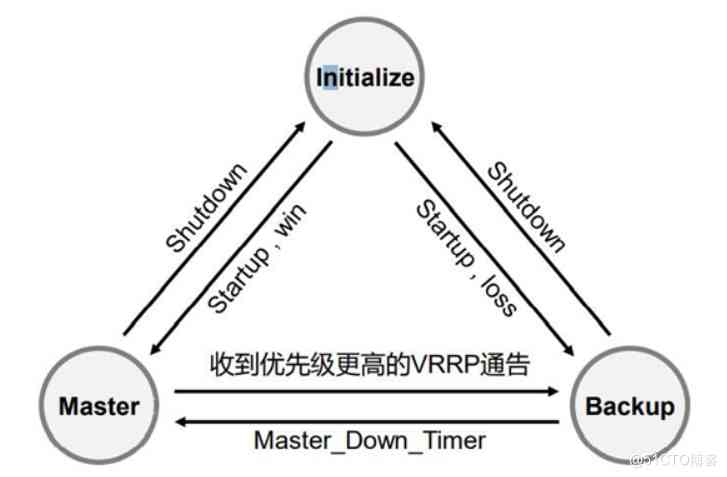 Initialize
Shutdown
Startup , win
Startup , loss
Shutdown
收到优先级更高的VRRP通告
Master
Backup
Master_Down_Timer
@51CTO博客